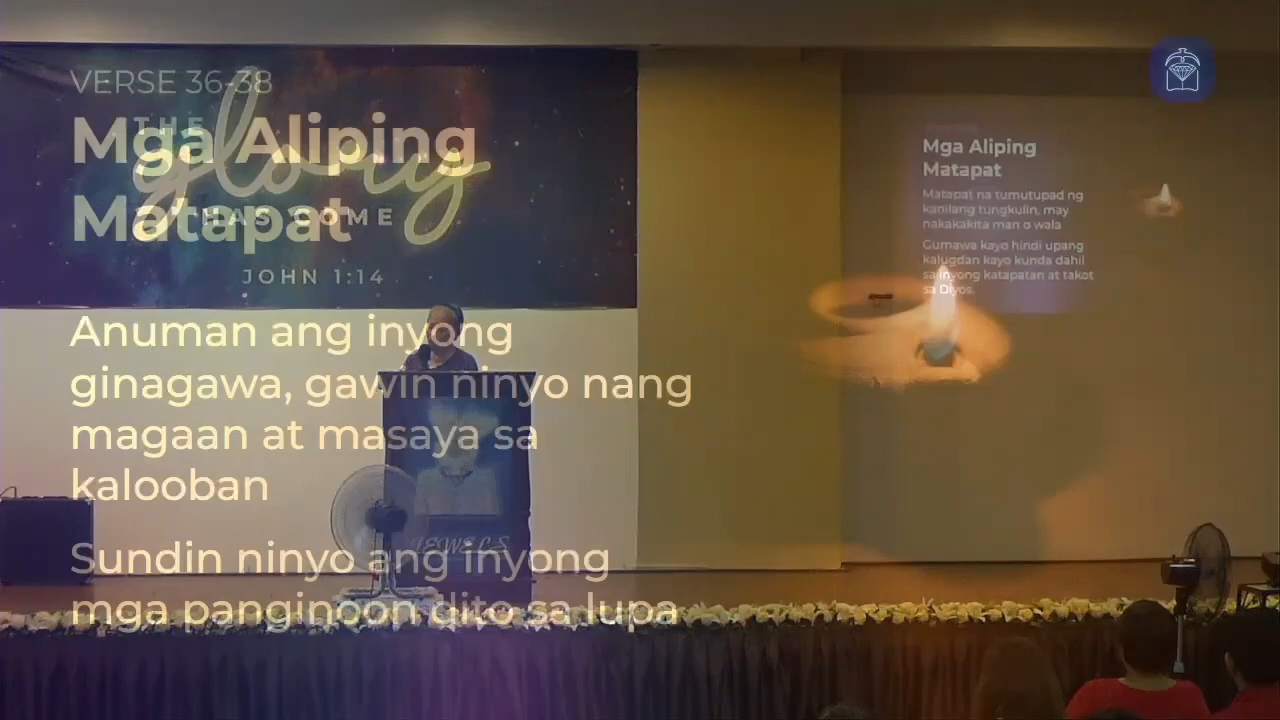 VERSE 36-38
Mga Aliping
Matapat
Anuman ang inyong
ginagawa, gawin ninyo nang
magaan at masaya sa
kalooban
Sundin ninyo ang inyong
mga panginoon dito sa lupa
THE
glory
HAS COME
JOHN 1:14
JEWELS
Mga Aliping
Matapat
Matapat na tumutupad ng
kanilang tungkulin, may
nakakakita man o wala
Gumawa kayo hindi upang
kalugdan kayo kunda dahil
sa inyong katapatan at takot
sa Diyos.